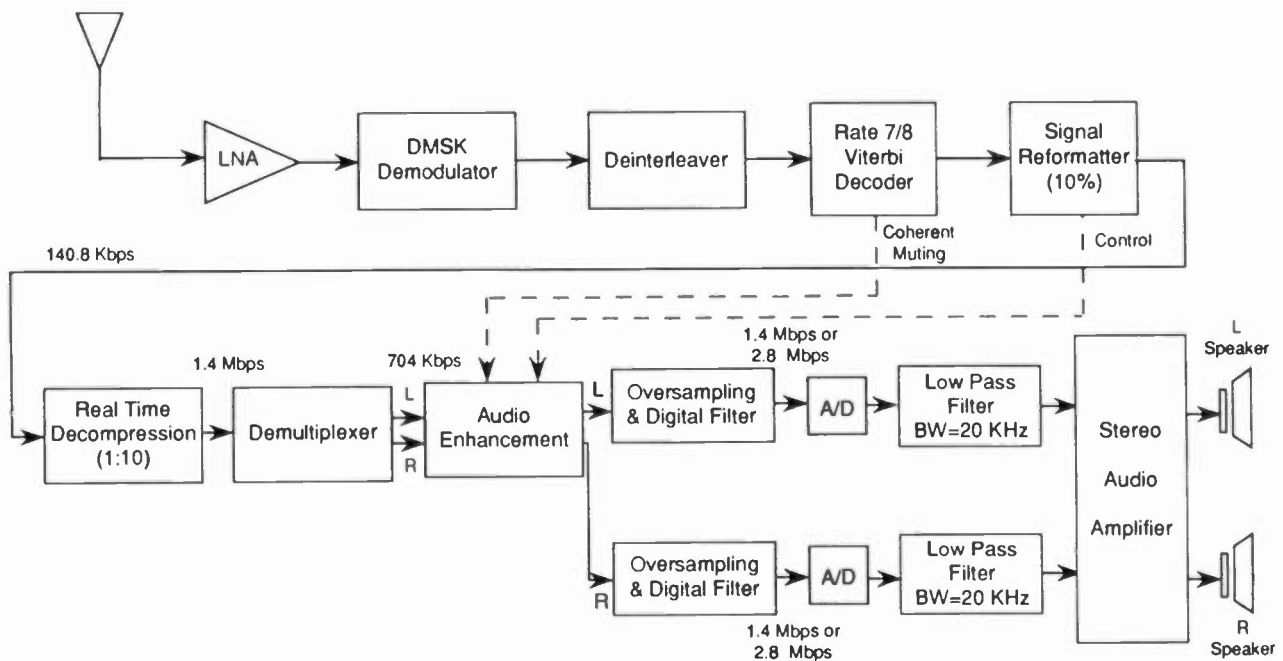 LNA
DMSK
Demodulator
Deinterleaver
Rate 7/8
Viterbi
Decoder
Signal
Reformatter
(10%)
Coherent
Muting
Control
140.8 Kbps
1.4 Mbps
704 Kbps
1.4 Mbps or
2.8 Mbps
L
Speaker
Real Time
Decompression
(1:10)
Demultiplexer
L
R
Audio
Enhancement
L
Oversampling
& Digital Filter
A/D
Low Pass
Filter
BW=20 KHz
Stereo
Audio
Amplifier
R
Oversampling
& Digital Filter
A/D
Low Pass
Filter
BW=20 KHz
1.4 Mbps or
2.8 Mbps
R
Speaker